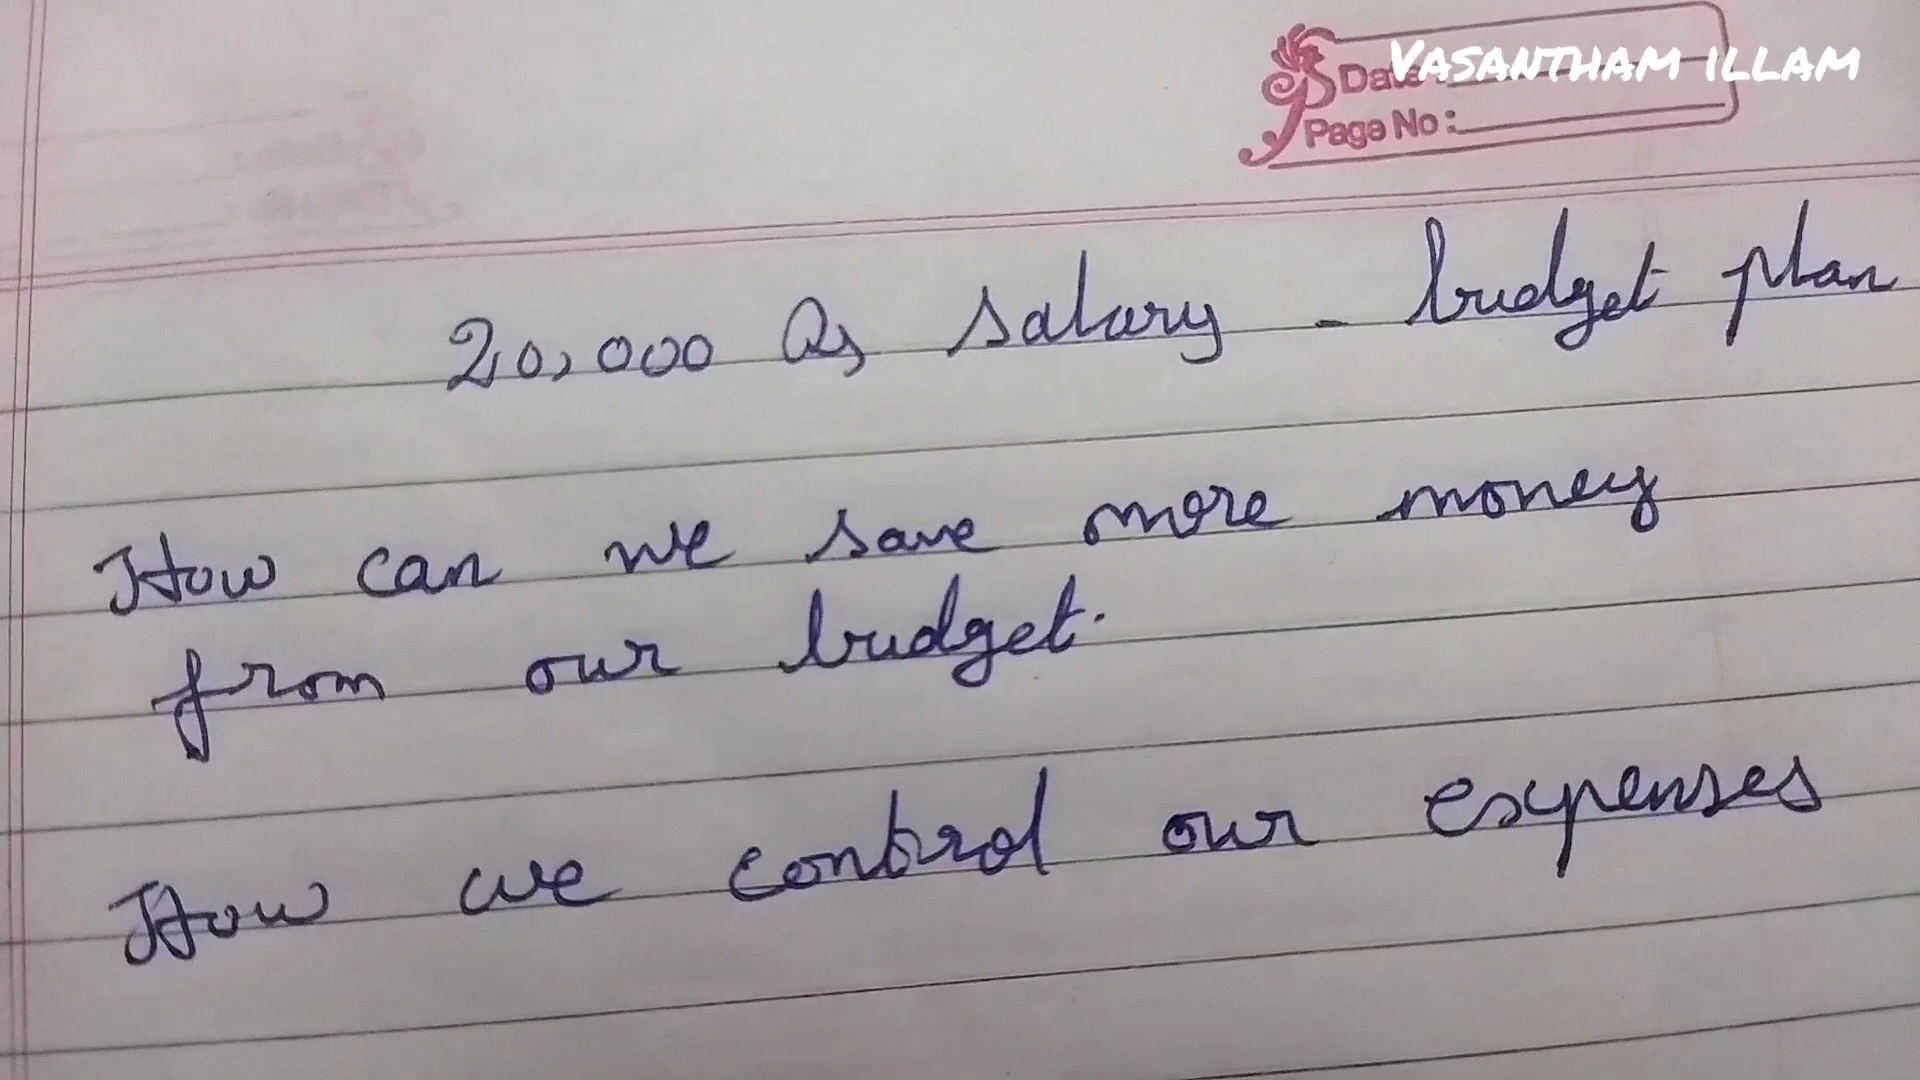 VASANTHAM ILLAM
Date:
Page No:
20,000 Rs salary - budget plan
How can we save more money
from our budget.
How we control our expenses